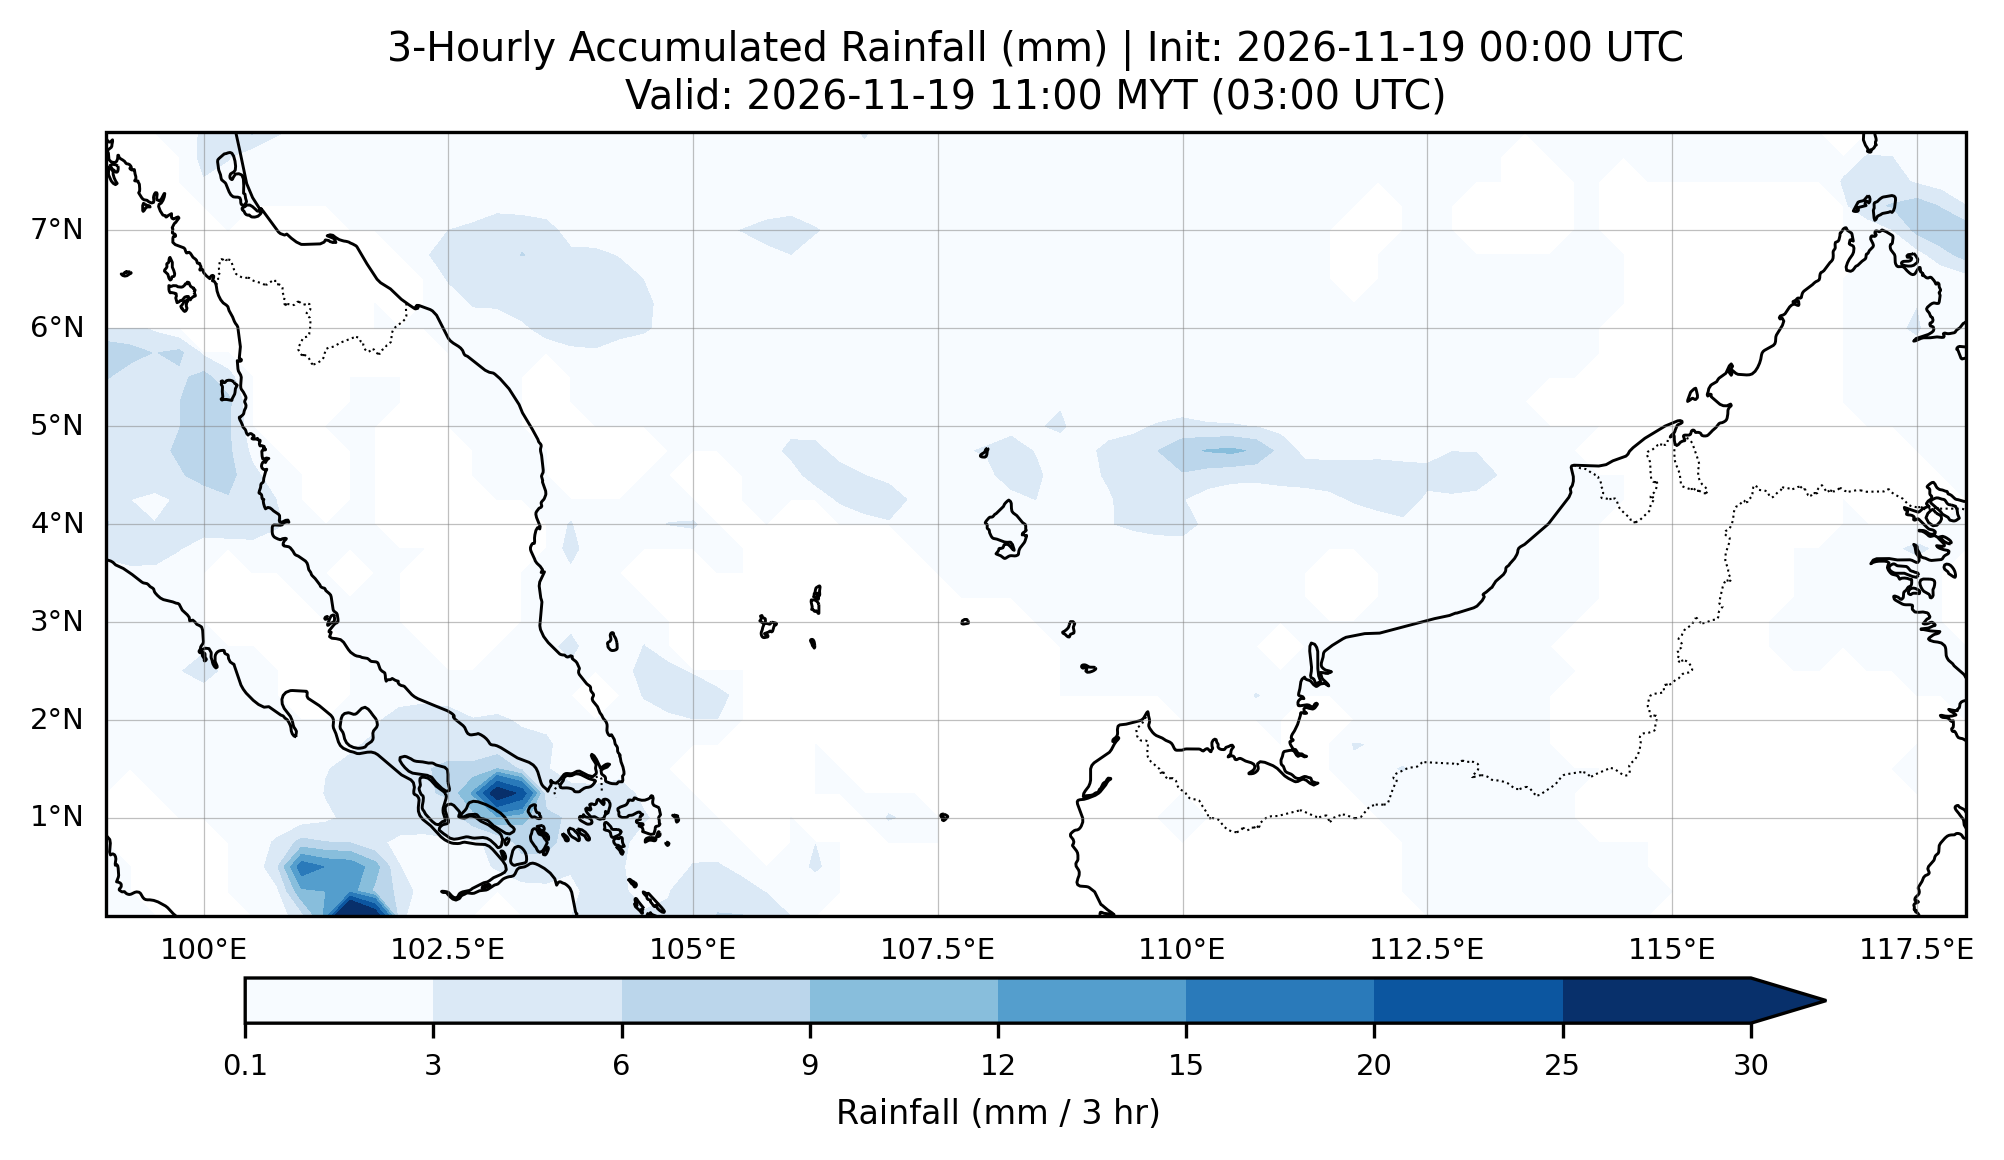 3-Hourly Accumulated Rainfall (mm) | Init: 2026-11-19 00:00 UTC
Valid: 2026-11-19 11:00 MYT (03:00 UTC)
7°N
6°N
5°N
4°N
3°N
2°N
1°N
100°E 102.5°E 105°E 107.5°E 110°E 112.5°E 115°E 117.5°E
0.1 3 6 9 12 15 20 25 30
Rainfall (mm / 3 hr)